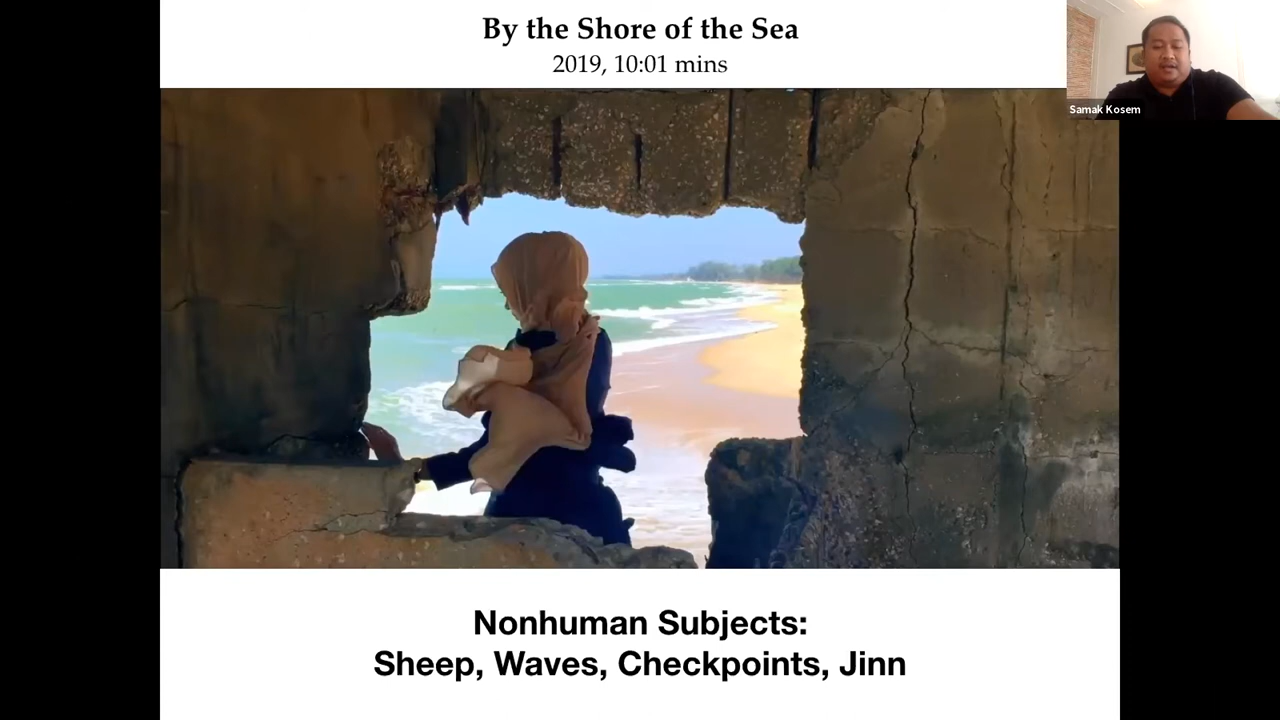 By the Shore of the Sea
2019, 10:01 mins
Samak Kosem
Nonhuman Subjects:
Sheep, Waves, Checkpoints, Jinn